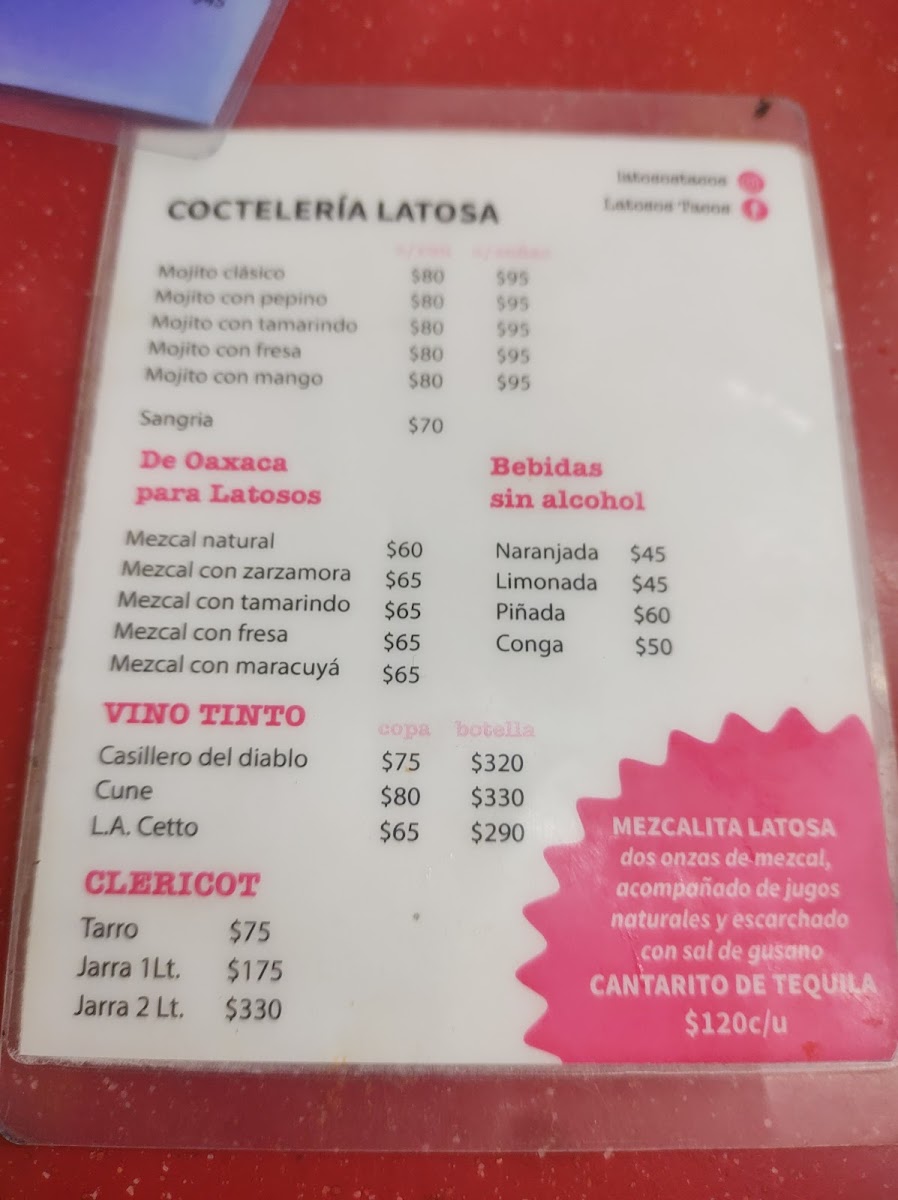 $45
latosostacos
Latosos Tacos
COCTELERÍA LATOSA
Mojito clásico $80 $95
Mojito con pepino $80 $95
Mojito con tamarindo $80 $95
Mojito con fresa $80 $95
Mojito con mango $80 $95
Sangria $70
De Oaxaca
para Latosos
Mezcal natural $60
Mezcal con zarzamora $65
Mezcal con tamarindo $65
Mezcal con fresa $65
Mezcal con maracuyá $65
Bebidas
sin alcohol
Naranjada $45
Limonada $45
Piñada $60
Conga $50
VINO TINTO copa botella
Casillero del diablo $75 $320
Cune $80 $330
L.A. Cetto $65 $290
CLERICOT
Tarro $75
Jarra 1Lt. $175
Jarra 2 Lt. $330
MEZCALITA LATOSA
dos onzas de mezcal,
acompañado de jugos
naturales y escarchado
con sal de gusano
CANTARITO DE TEQUILA
$120c/u